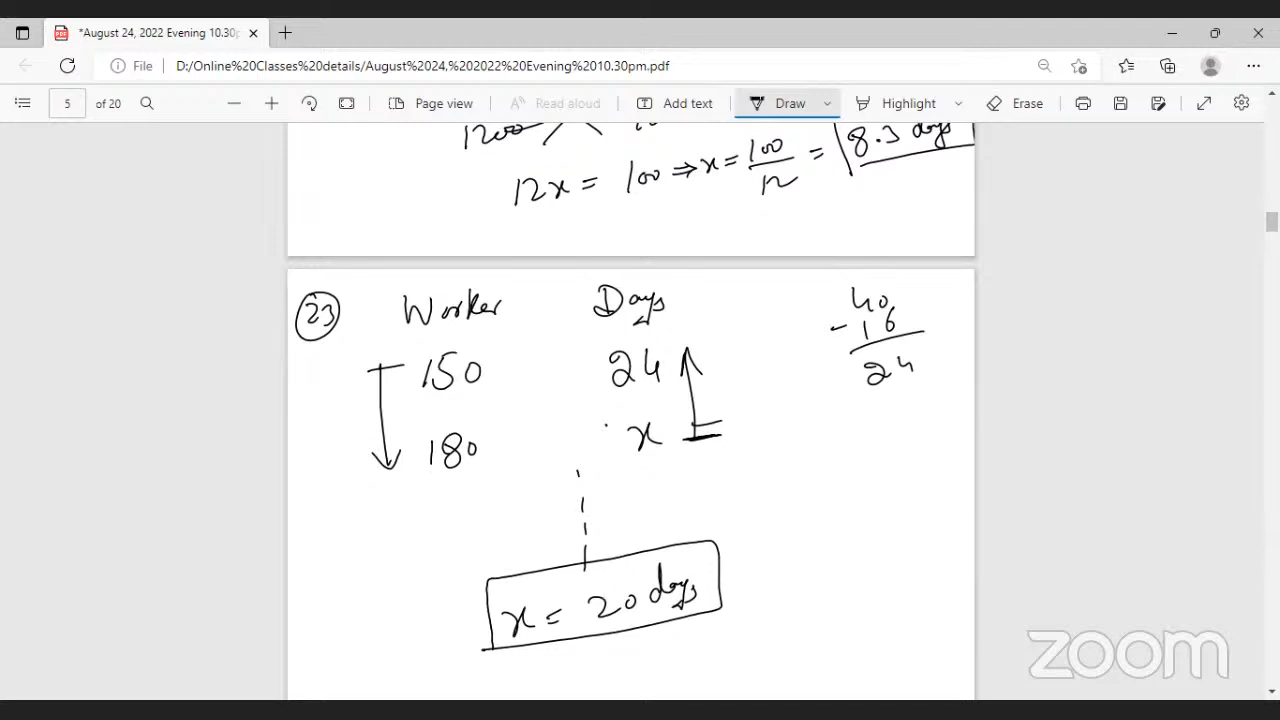 *August 24, 2022 Evening 10.30p
File D:/Online%20Classes%20details/August%2024,%202022%20Evening%2010.30pm.pdf
5 of 20 Page view Read aloud Add text Draw Highlight Erase
1200 8.3 days
12x = 100 ⇒ x = 100/12 =
23 Worker Days 40
- 16
150 24 24
180 x
x = 20 days
zoom